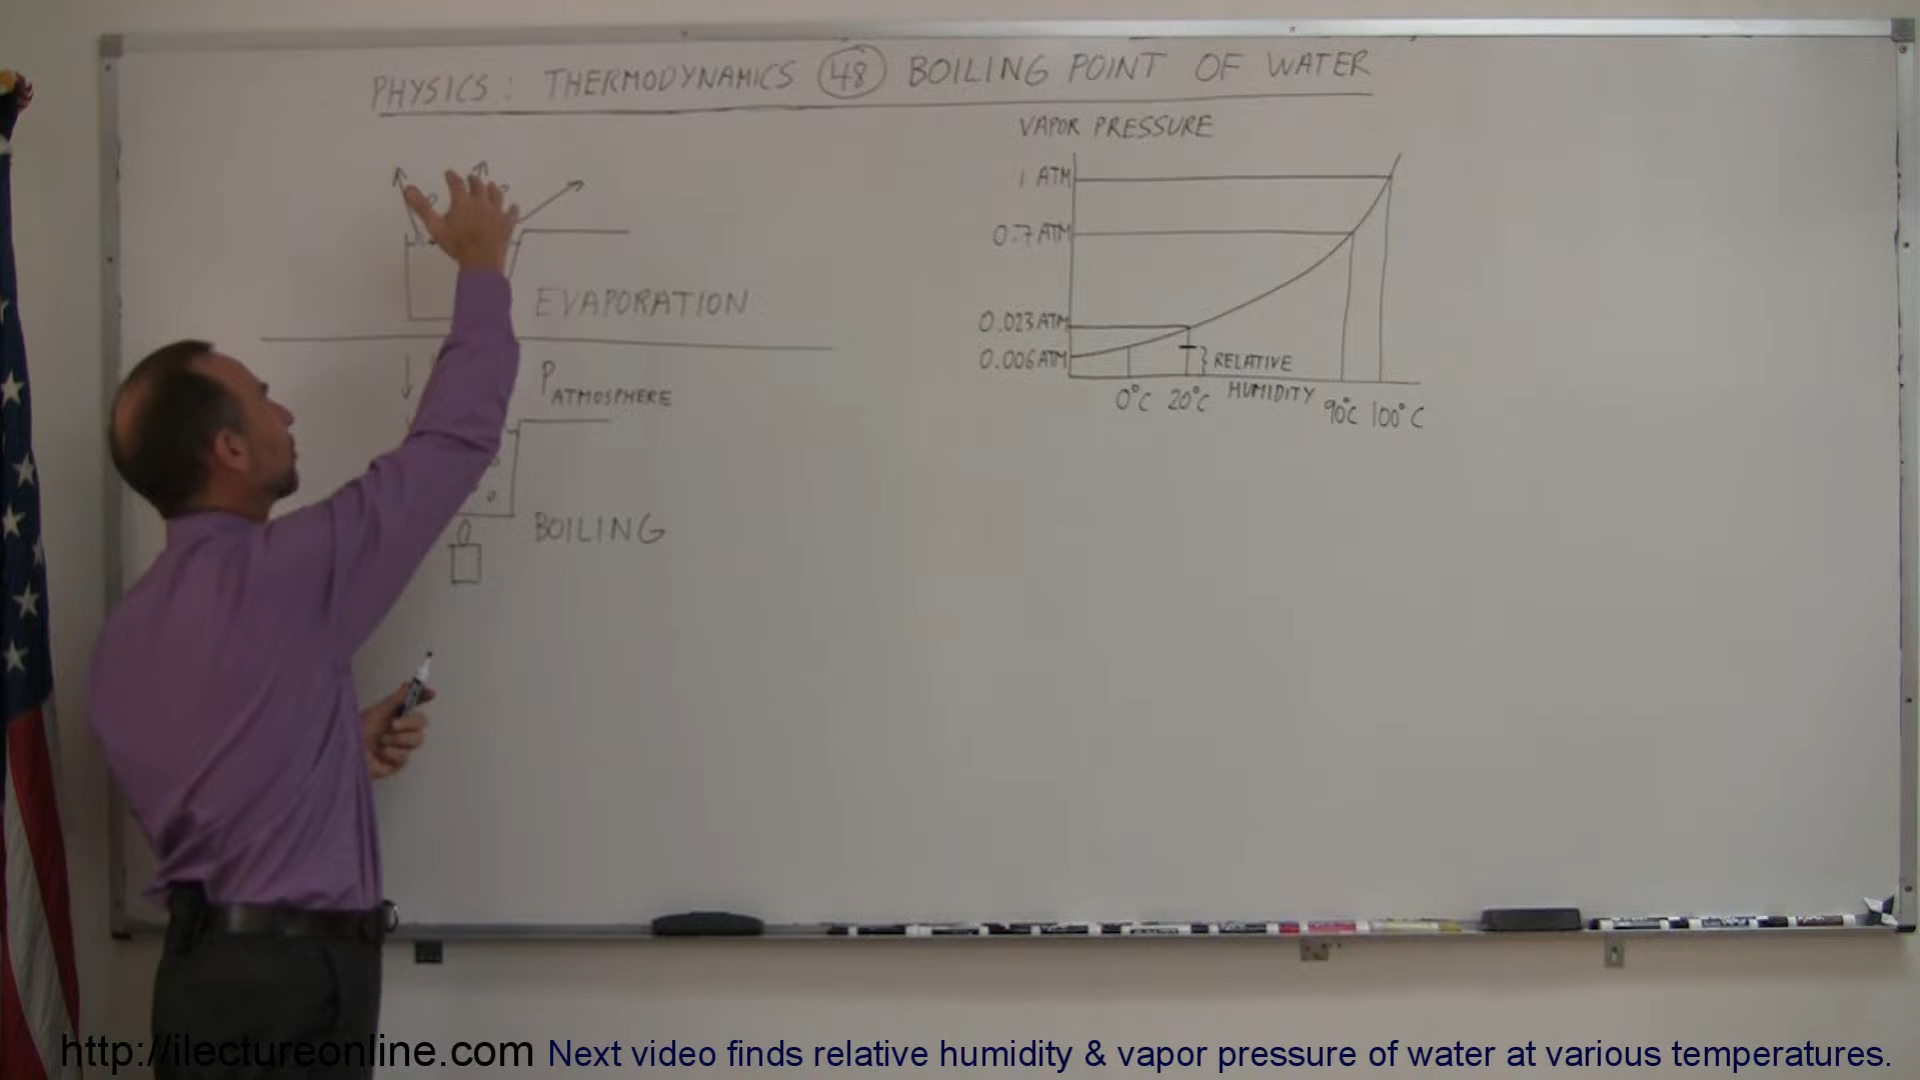 PHYSICS: THERMODYNAMICS 48 BOILING POINT OF WATER
VAPOR PRESSURE
1 ATM
0.7 ATM
0.023 ATM
0.006 ATM
RELATIVE
HUMIDITY
0°C 20°C 90°C 100°C
EVAPORATION
P ATMOSPHERE
BOILING
http://ilectureonline.com Next video finds relative humidity & vapor pressure of water at various temperatures.